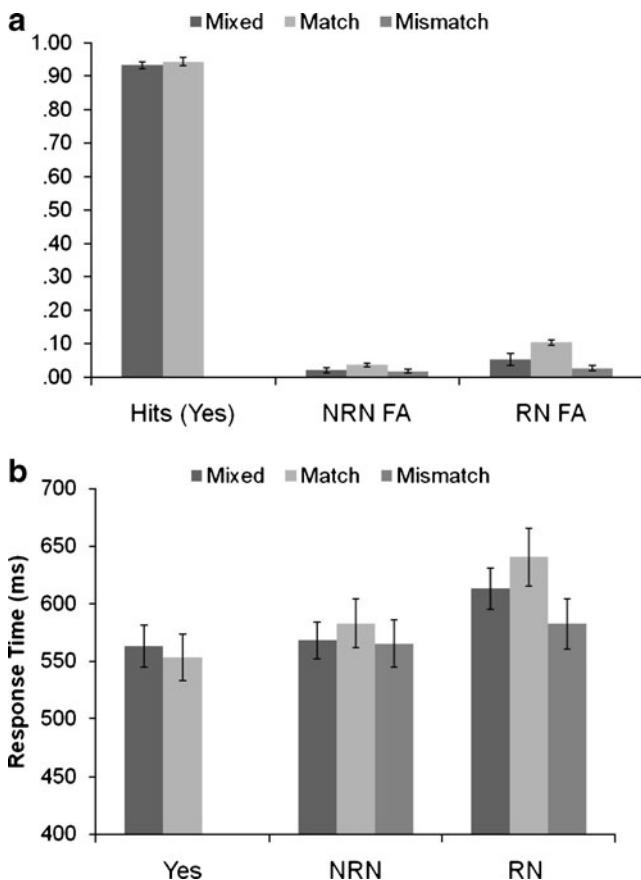 a
Mixed Match Mismatch
1.00
.90
.80
.70
.60
.50
.40
.30
.20
.10
.00
Hits (Yes) NRN FA RN FA
b
Mixed Match Mismatch
Response Time (ms)
700
650
600
550
500
450
400
Yes NRN RN